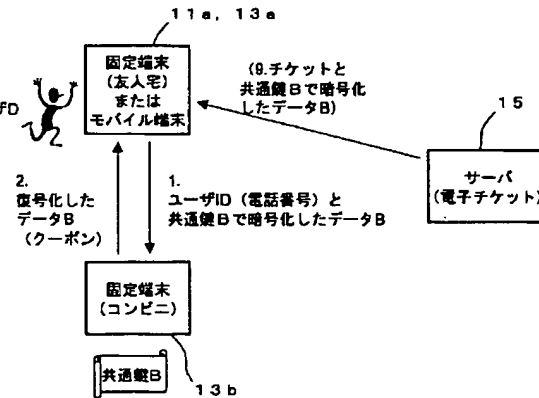 11a, 13a
固定端末
(友人宅)
または
モバイル端末
(9.チケットと
共通鍵Bで暗号化
したデータB)
15
サーバ
(電子チケット)
2.
復号化した
データB
(クーポン)
1.
ユーザID(電話番号)と
共通鍵Bで暗号化したデータB
固定端末
(コンビニ)
共通鍵B
13b